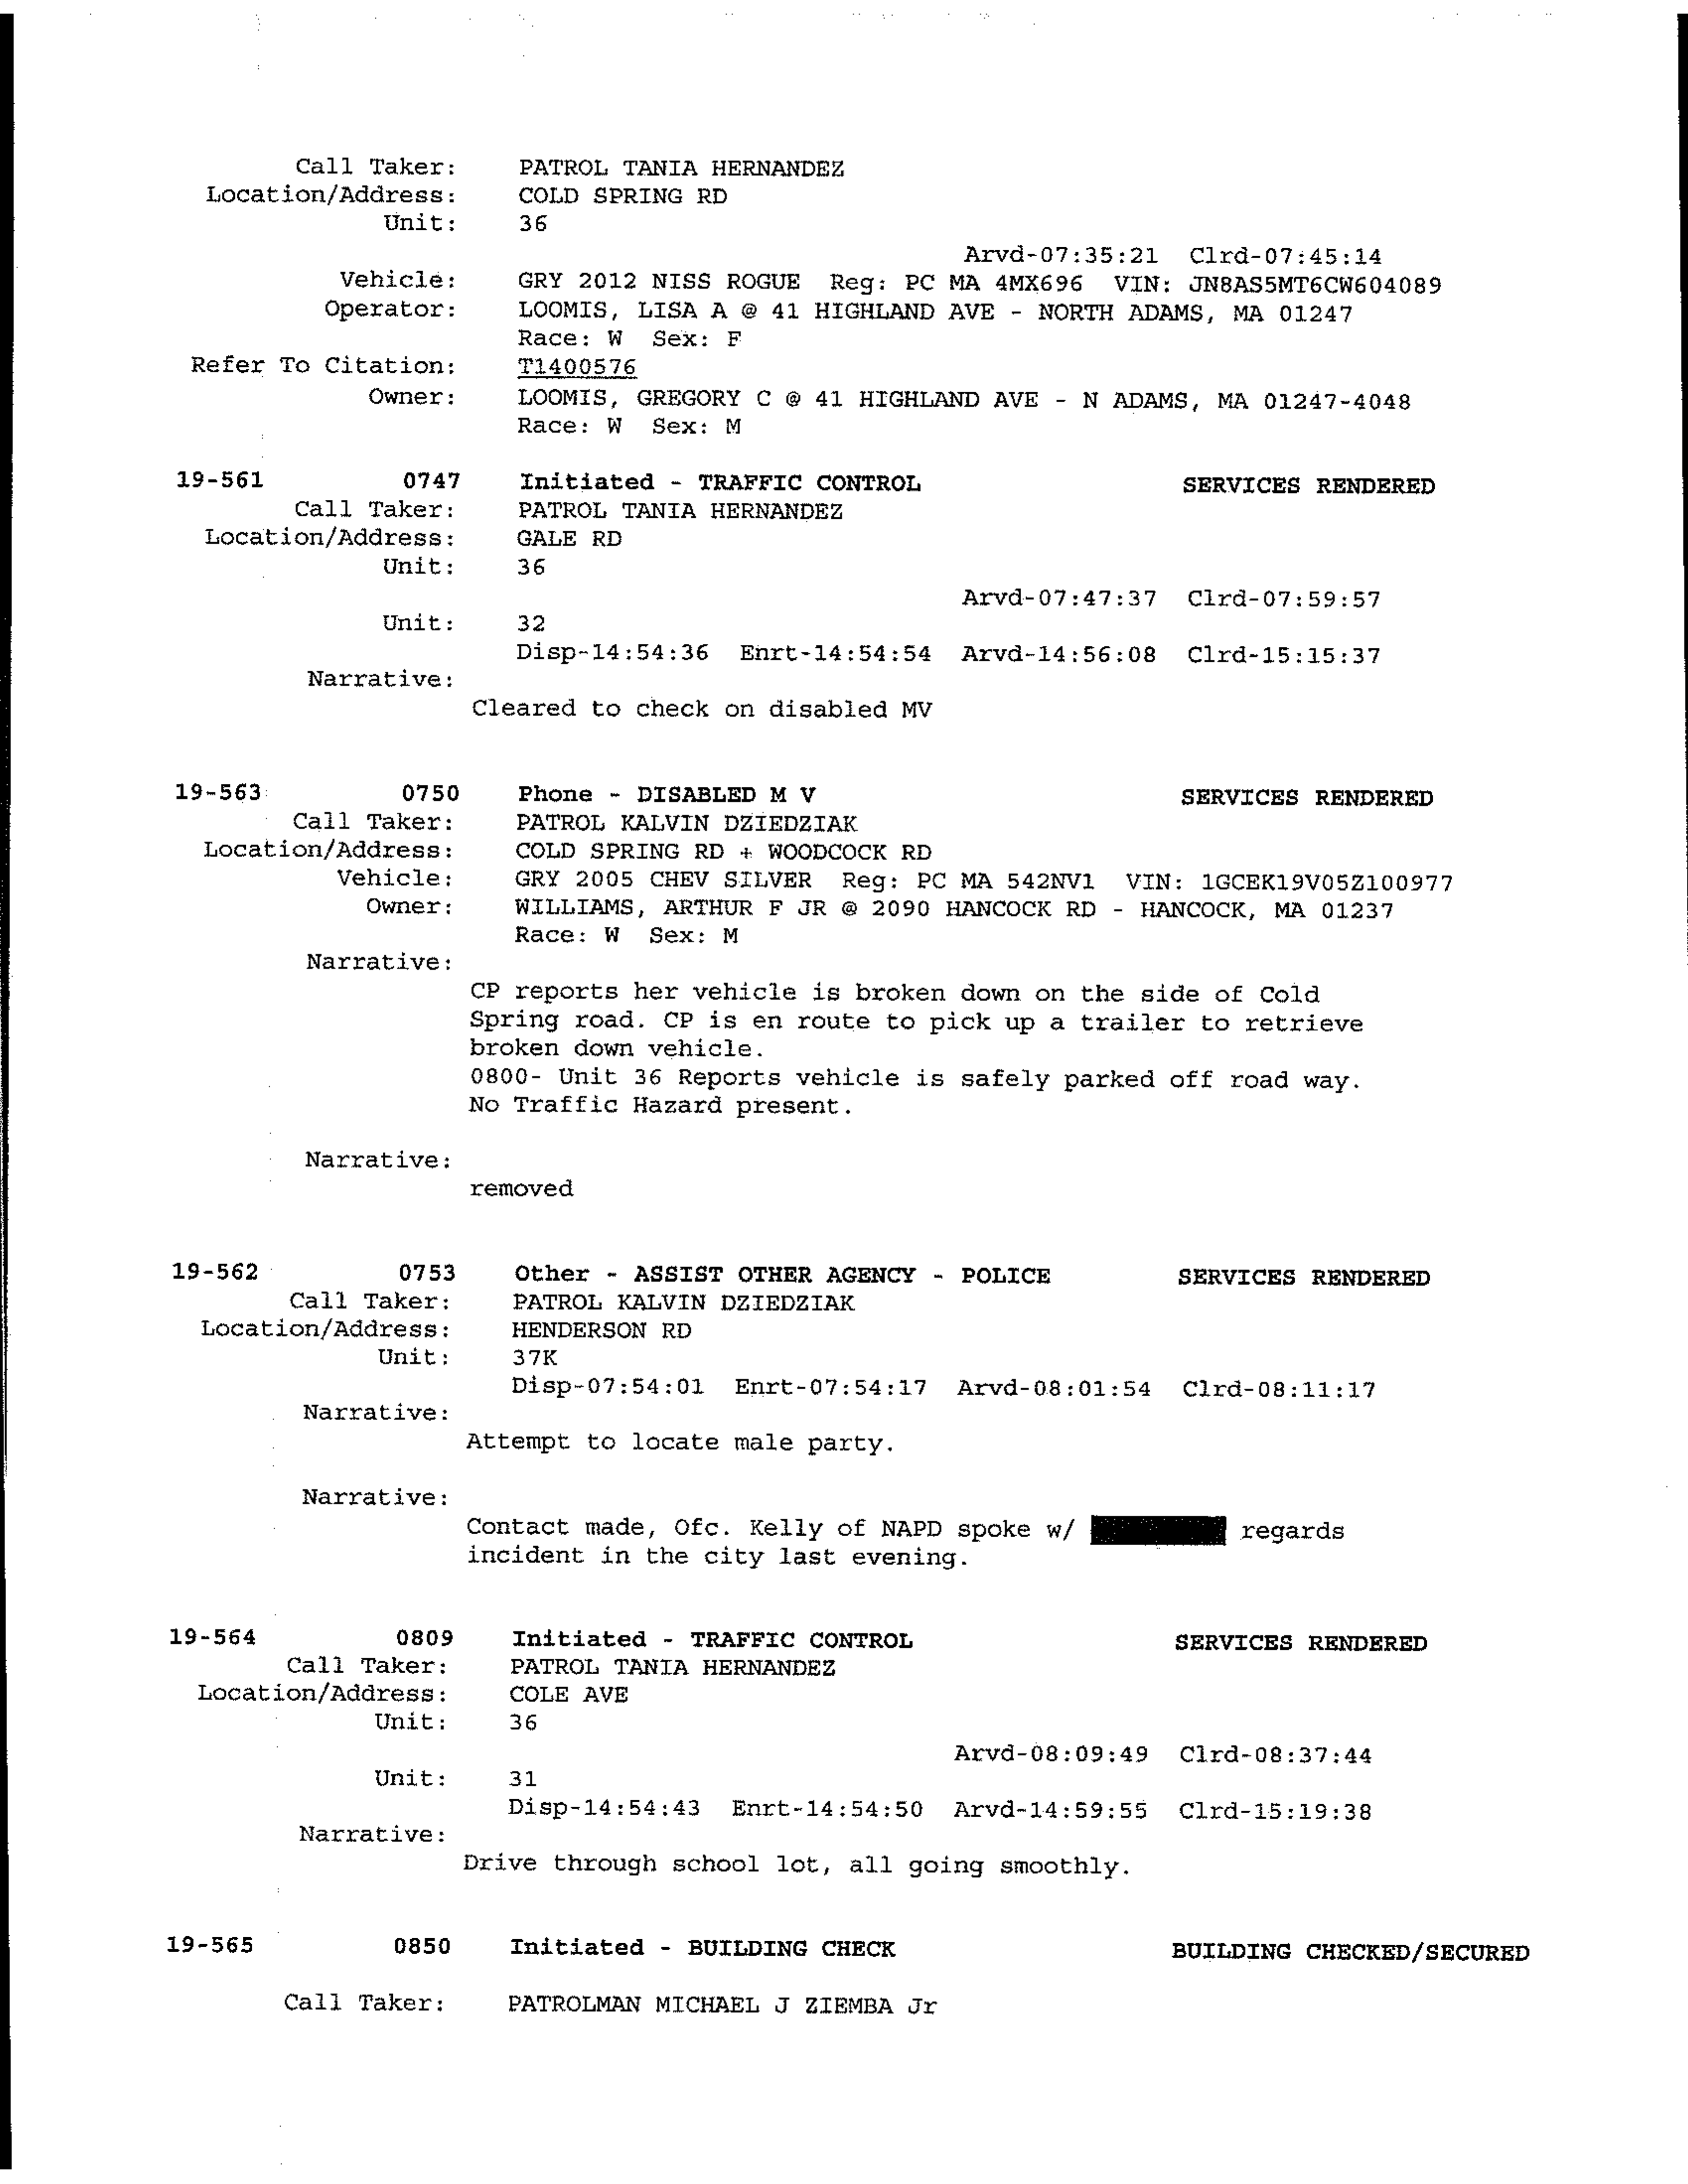 Call Taker: PATROL TANIA HERNANDEZ
Location/Address: COLD SPRING RD
Unit: 36
Arvd-07:35:21 Clrd-07:45:14
Vehicle: GRY 2012 NISS ROGUE Reg: PC MA 4MX696 VIN: JN8AS5MT6CW604089
Operator: LOOMIS, LISA A @ 41 HIGHLAND AVE - NORTH ADAMS, MA 01247
Race: W Sex: F
Refer To Citation: T1400576
Owner: LOOMIS, GREGORY C @ 41 HIGHLAND AVE - N ADAMS, MA 01247-4048
Race: W Sex: M
19-561 0747 Initiated - TRAFFIC CONTROL SERVICES RENDERED
Call Taker: PATROL TANIA HERNANDEZ
Location/Address: GALE RD
Unit: 36
Arvd-07:47:37 Clrd-07:59:57
Unit: 32
Disp-14:54:36 Enrt-14:54:54 Arvd-14:56:08 Clrd-15:15:37
Narrative:
Cleared to check on disabled MV
19-563 0750 Phone - DISABLED M V SERVICES RENDERED
Call Taker: PATROL KALVIN DZIEDZIAK
Location/Address: COLD SPRING RD + WOODCOCK RD
Vehicle: GRY 2005 CHEV SILVER Reg: PC MA 542NV1 VIN: 1GCEK19V05Z100977
Owner: WILLIAMS, ARTHUR F JR @ 2090 HANCOCK RD - HANCOCK, MA 01237
Race: W Sex: M
Narrative:
CP reports her vehicle is broken down on the side of Cold
Spring road. CP is en route to pick up a trailer to retrieve
broken down vehicle.
0800- Unit 36 Reports vehicle is safely parked off road way.
No Traffic Hazard present.
Narrative:
removed
19-562 0753 Other - ASSIST OTHER AGENCY - POLICE SERVICES RENDERED
Call Taker: PATROL KALVIN DZIEDZIAK
Location/Address: HENDERSON RD
Unit: 37K
Disp-07:54:01 Enrt-07:54:17 Arvd-08:01:54 Clrd-08:11:17
Narrative:
Attempt to locate male party.
Narrative:
Contact made, Ofc. Kelly of NAPD spoke w/ regards
incident in the city last evening.
19-564 0809 Initiated - TRAFFIC CONTROL SERVICES RENDERED
Call Taker: PATROL TANIA HERNANDEZ
Location/Address: COLE AVE
Unit: 36
Arvd-08:09:49 Clrd-08:37:44
Unit: 31
Disp-14:54:43 Enrt-14:54:50 Arvd-14:59:55 Clrd-15:19:38
Narrative:
Drive through school lot, all going smoothly.
19-565 0850 Initiated - BUILDING CHECK BUILDING CHECKED/SECURED
Call Taker: PATROLMAN MICHAEL J ZIEMBA Jr